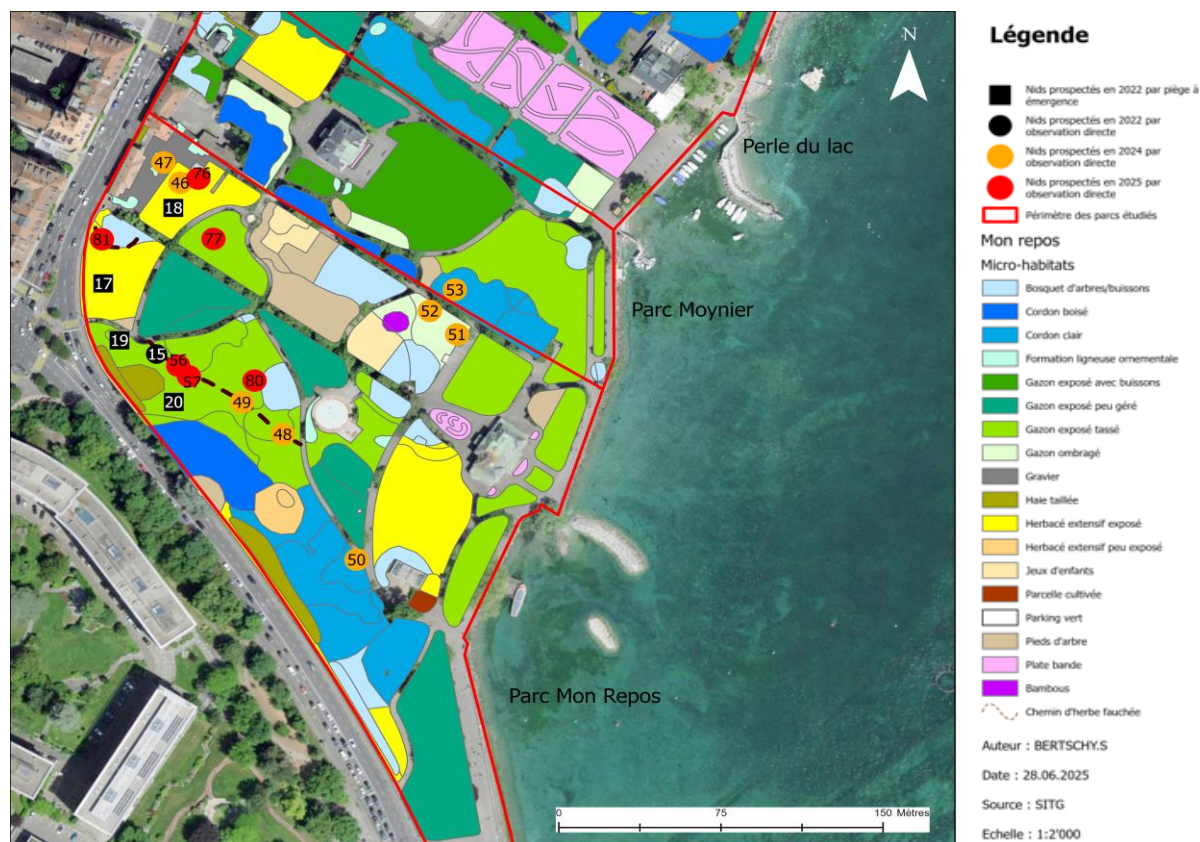 N
Perle du lac
47
76
46
18
81
77
17
53
52
51
Parc Moynier
19
15
56
57
80
20
49
48
50
Parc Mon Repos
0 75 150 Mètres
Légende
Nids prospectés en 2022 par piège à
émergence
Nids prospectés en 2022 par
observation directe
Nids prospectés en 2024 par
observation directe
Nids prospectés en 2025 par
observation directe
Périmètre des parcs étudiés
Mon repos
Micro-habitats
Bosquet d'arbres/buissons
Cordon boisé
Cordon clair
Formation ligneuse ornementale
Gazon exposé avec buissons
Gazon exposé peu géré
Gazon exposé tassé
Gazon ombragé
Gravier
Haie taillée
Herbacé extensif exposé
Herbacé extensif peu exposé
Jeux d'enfants
Parcelle cultivée
Parking vert
Pieds d'arbre
Plate bande
Bambous
Chemin d'herbe fauchée
Auteur : BERTSCHY.S
Date : 28.06.2025
Source : SITG
Echelle : 1:2'000